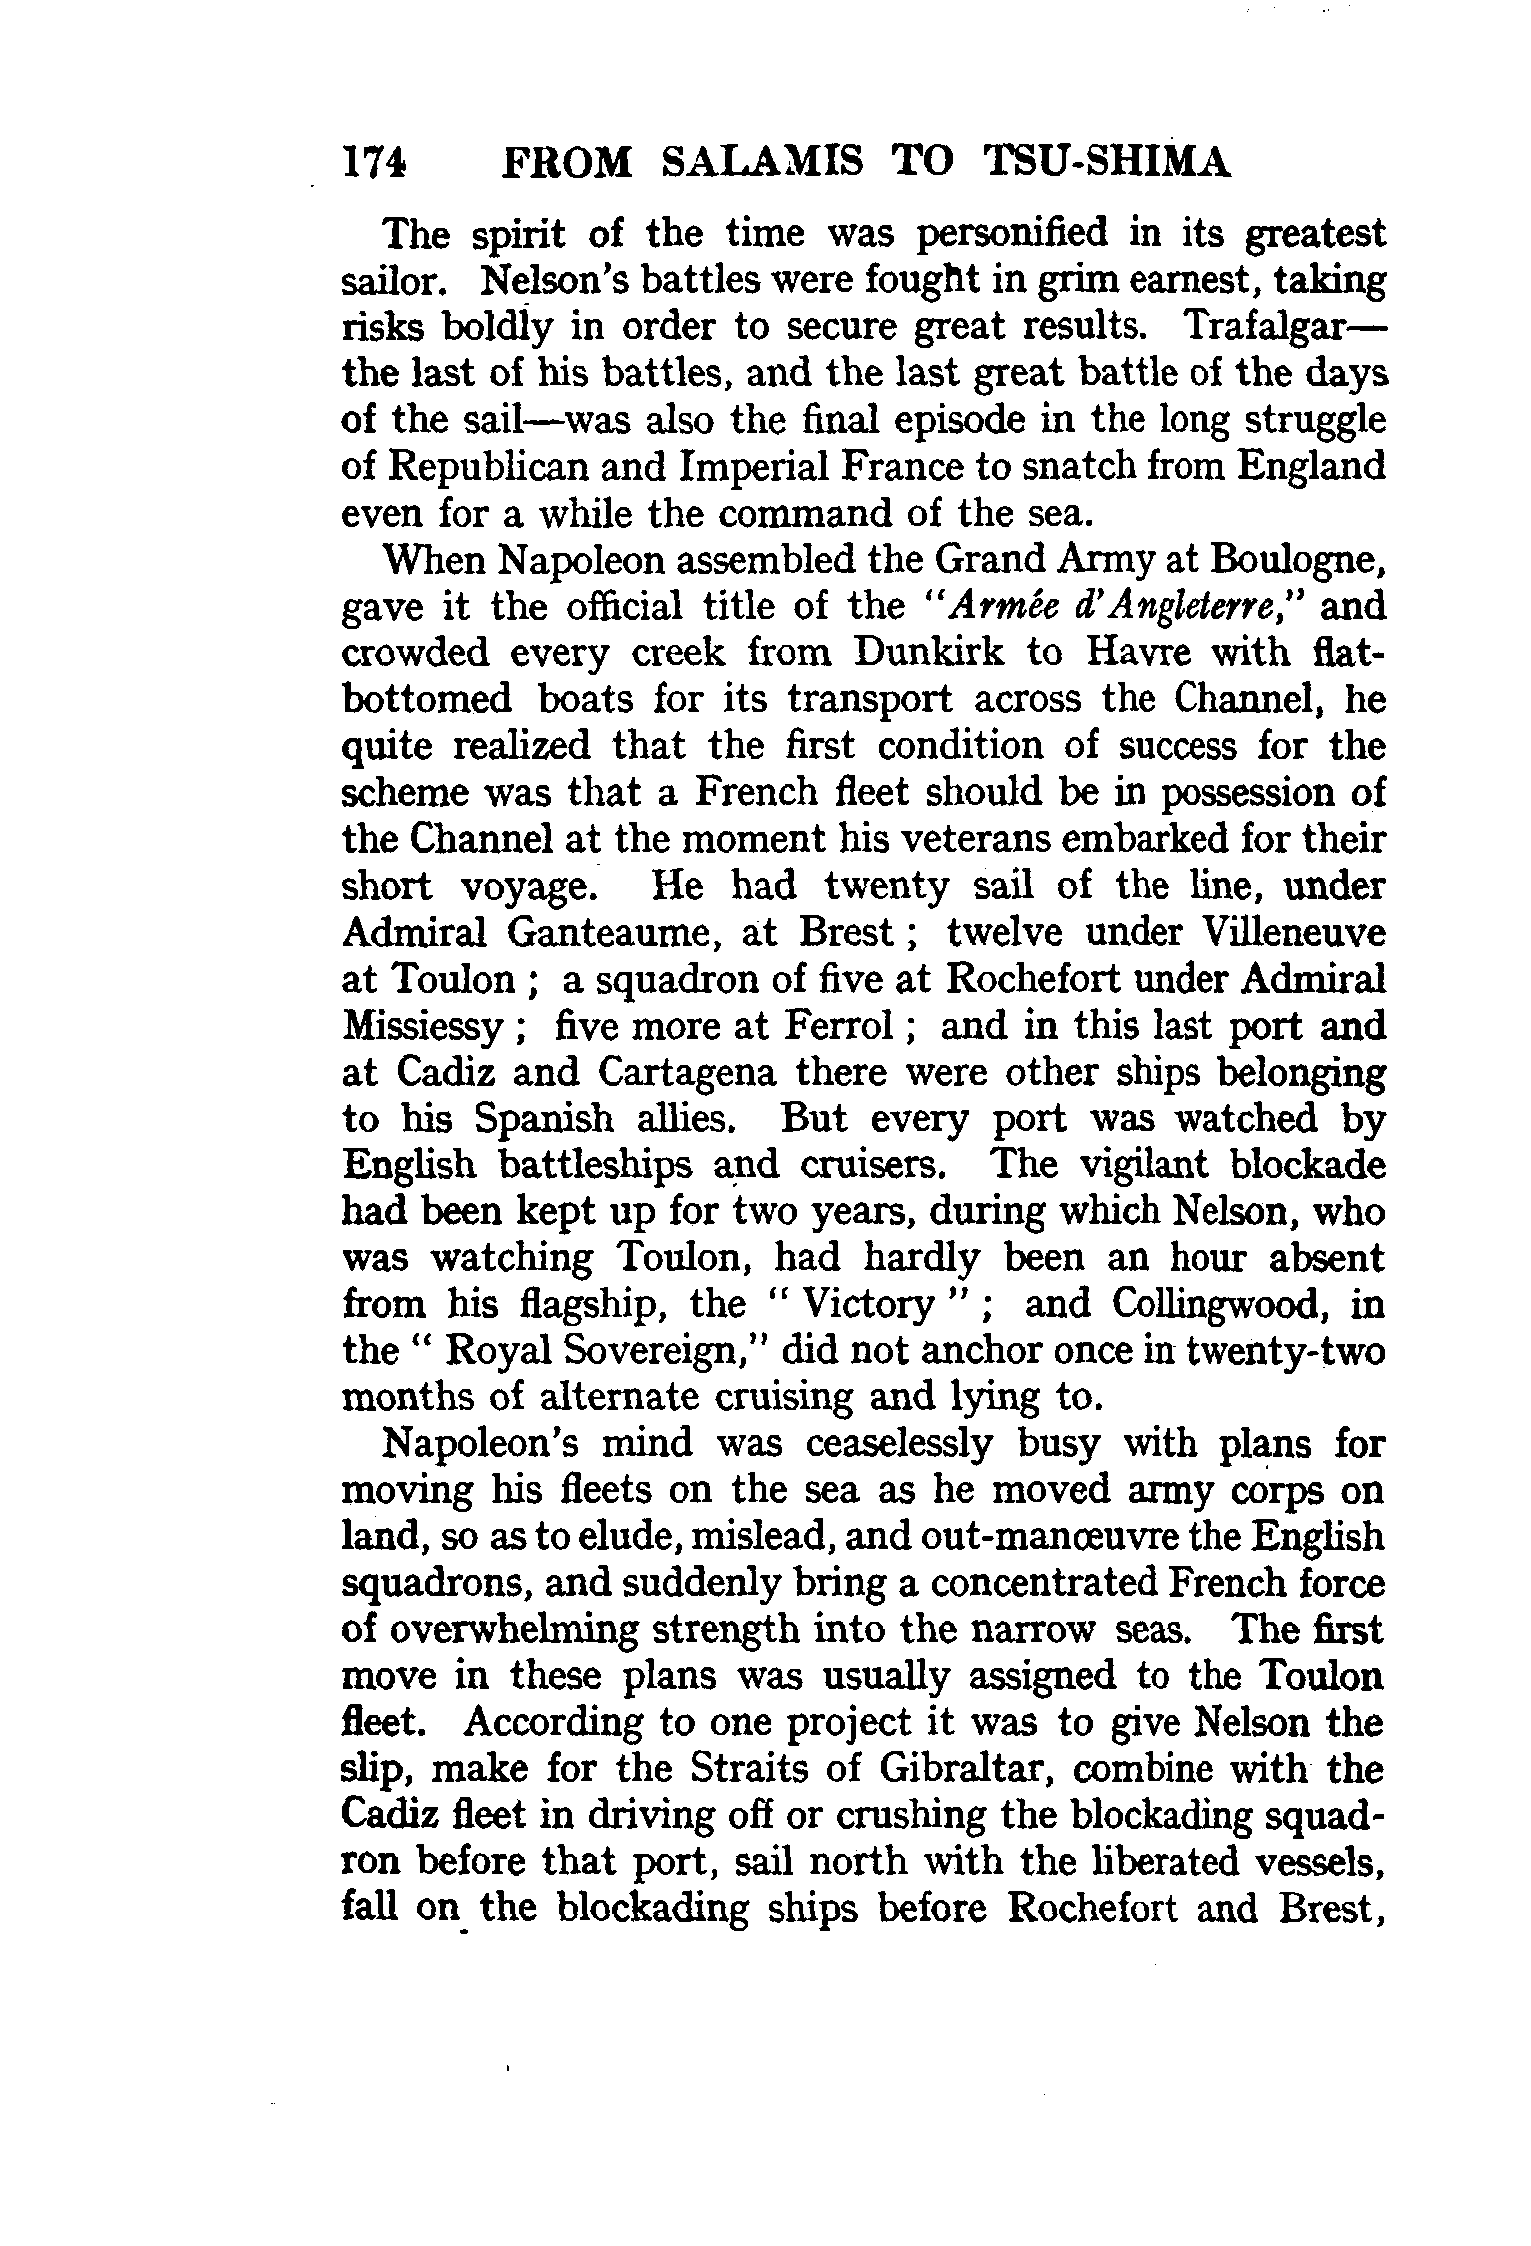 174 FROM SALAMIS TO TSU-SHIMA
The spirit of the time was personified in its greatest
sailor. Nelson's battles were fought in grim earnest, taking
risks boldly in order to secure great results. Trafalgar—
the last of his battles, and the last great battle of the days
of the sail—was also the final episode in the long struggle
of Republican and Imperial France to snatch from England
even for a while the command of the sea.
When Napoleon assembled the Grand Army at Boulogne,
gave it the official title of the "Armée d'Angleterre," and
crowded every creek from Dunkirk to Havre with flat-
bottomed boats for its transport across the Channel, he
quite realized that the first condition of success for the
scheme was that a French fleet should be in possession of
the Channel at the moment his veterans embarked for their
short voyage. He had twenty sail of the line, under
Admiral Ganteaume, at Brest ; twelve under Villeneuve
at Toulon ; a squadron of five at Rochefort under Admiral
Missiessy ; five more at Ferrol ; and in this last port and
at Cadiz and Cartagena there were other ships belonging
to his Spanish allies. But every port was watched by
English battleships and cruisers. The vigilant blockade
had been kept up for two years, during which Nelson, who
was watching Toulon, had hardly been an hour absent
from his flagship, the " Victory " ; and Collingwood, in
the " Royal Sovereign," did not anchor once in twenty-two
months of alternate cruising and lying to.
Napoleon's mind was ceaselessly busy with plans for
moving his fleets on the sea as he moved army corps on
land, so as to elude, mislead, and out-manœuvre the English
squadrons, and suddenly bring a concentrated French force
of overwhelming strength into the narrow seas. The first
move in these plans was usually assigned to the Toulon
fleet. According to one project it was to give Nelson the
slip, make for the Straits of Gibraltar, combine with the
Cadiz fleet in driving off or crushing the blockading squad-
ron before that port, sail north with the liberated vessels,
fall on the blockading ships before Rochefort and Brest,